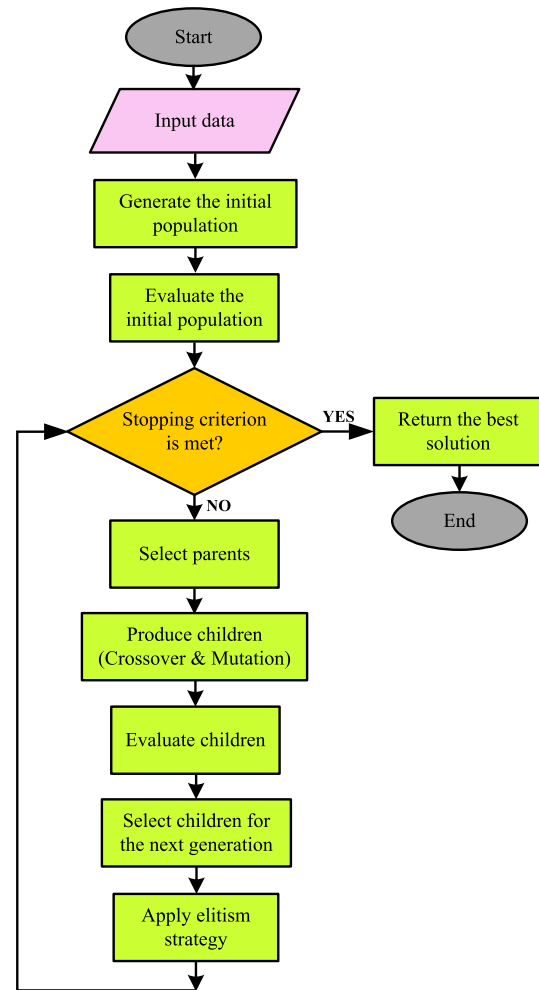 Start
Input data
Generate the initial
population
Evaluate the
initial population
Stopping criterion
is met?
YES
Return the best
solution
End
NO
Select parents
Produce children
(Crossover & Mutation)
Evaluate children
Select children for
the next generation
Apply elitism
strategy